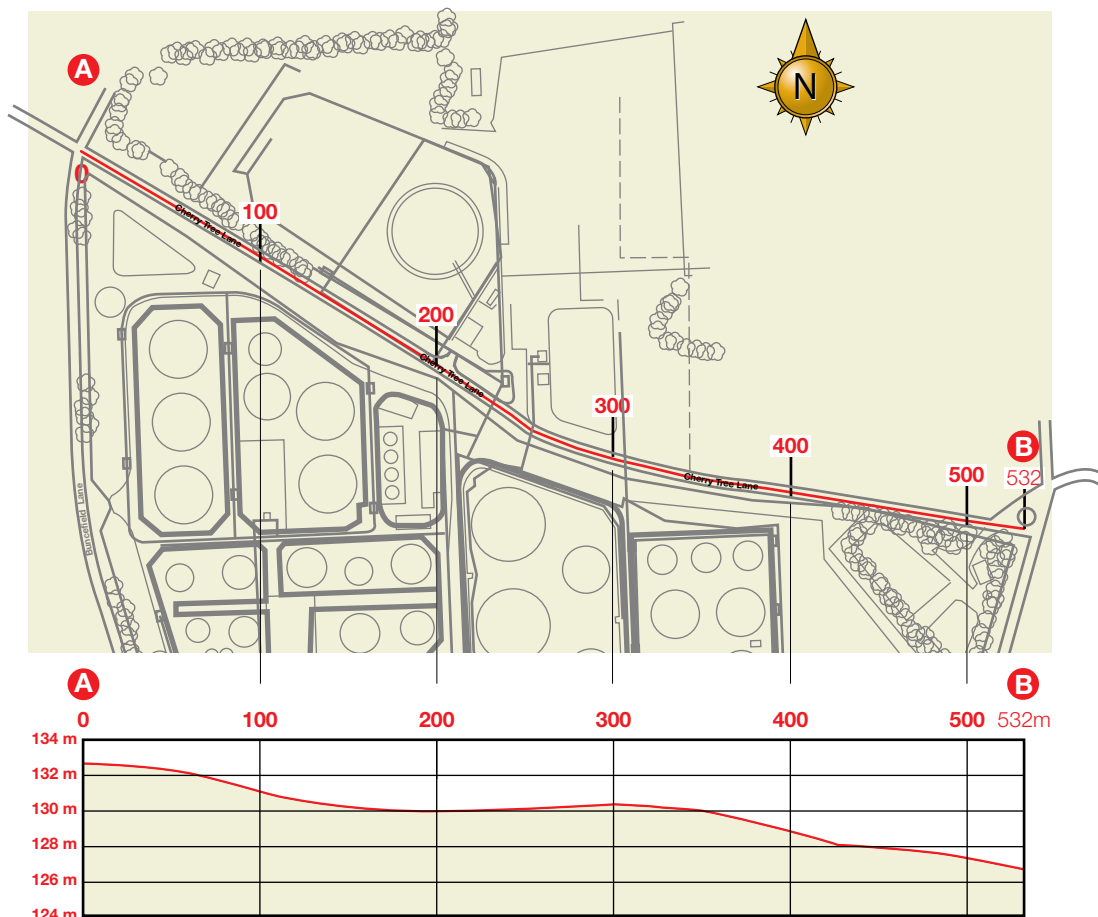 A
N
0
100
Cherry Tree Lane
200
Cherry Tree Lane
300
400
B
500
532
Cherry Tree Lane
Buncefield Lane
A
B
0
100
200
300
400
500
532m
134 m
132 m
130 m
128 m
126 m
124 m